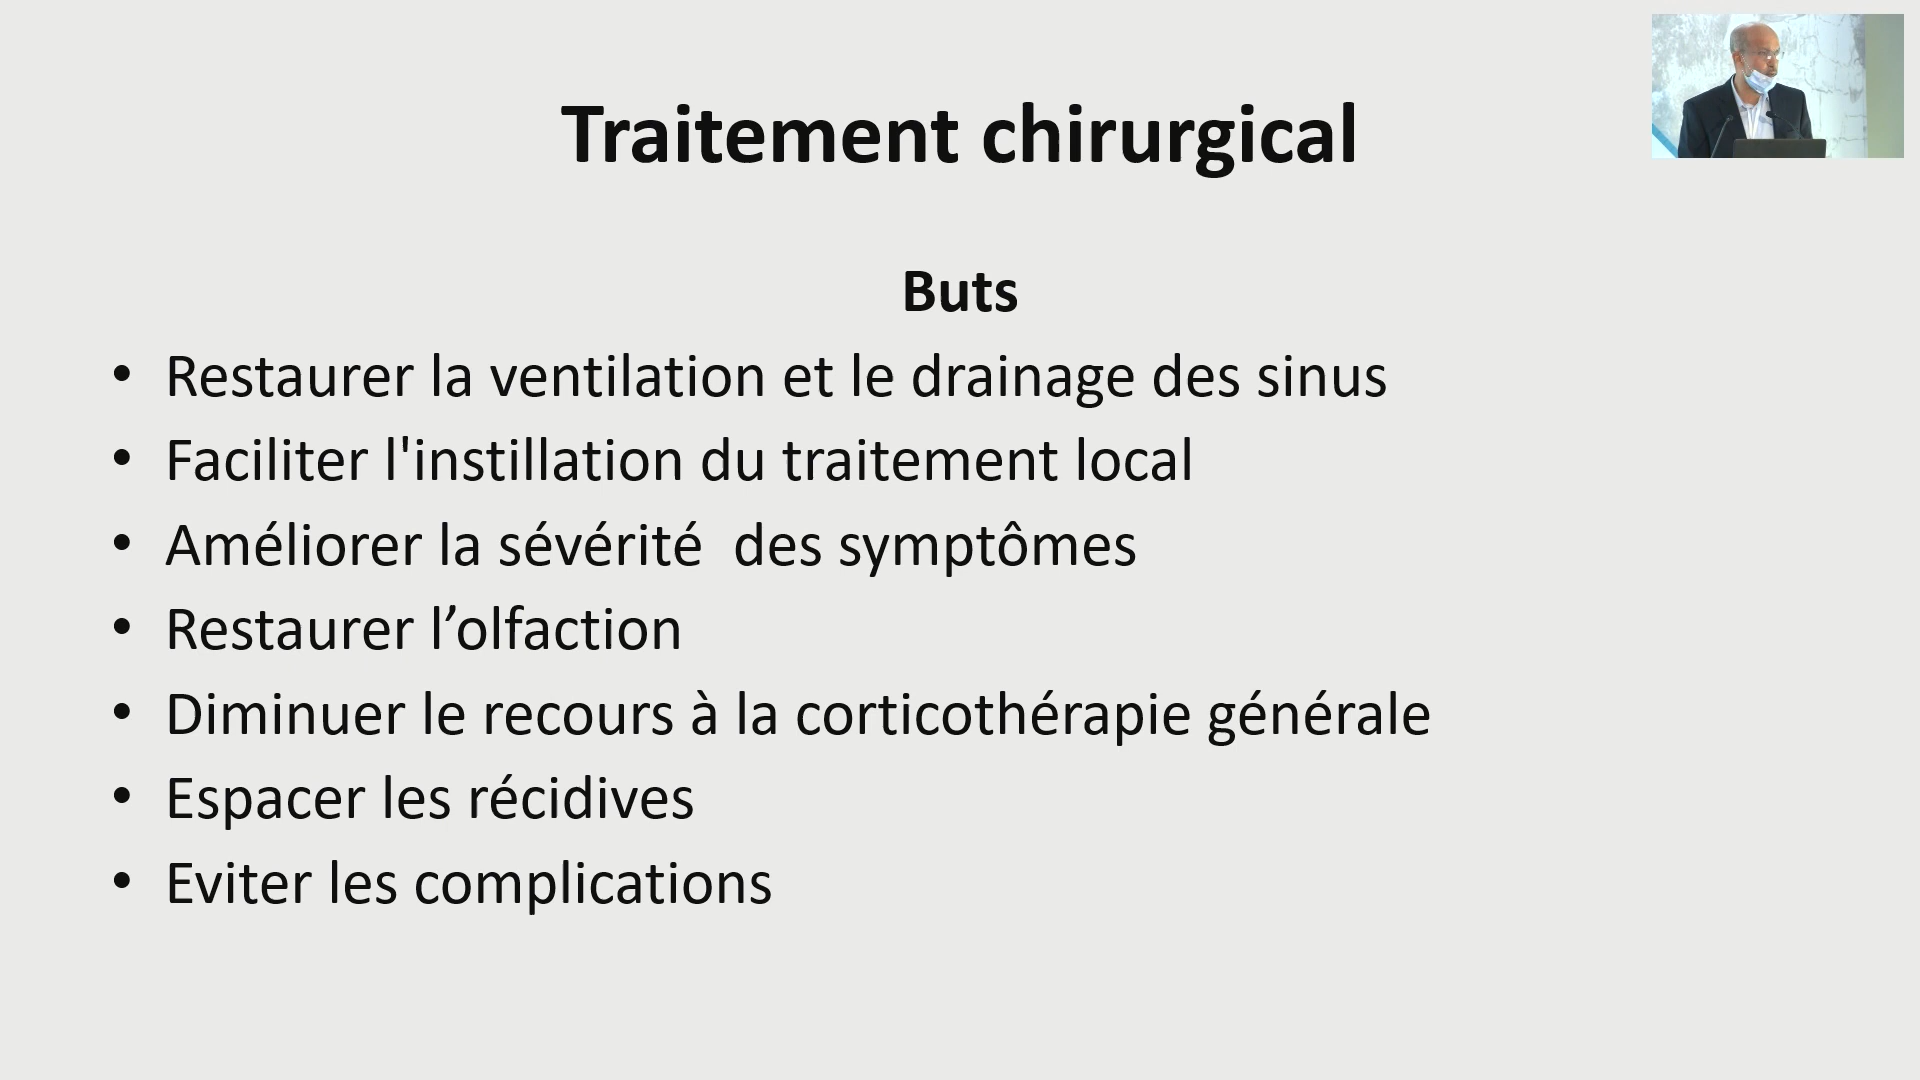 Traitement chirurgical
Buts
• Restaurer la ventilation et le drainage des sinus
• Faciliter l'instillation du traitement local
• Améliorer la sévérité  des symptômes
• Restaurer l’olfaction
• Diminuer le recours à la corticothérapie générale
• Espacer les récidives
• Eviter les complications